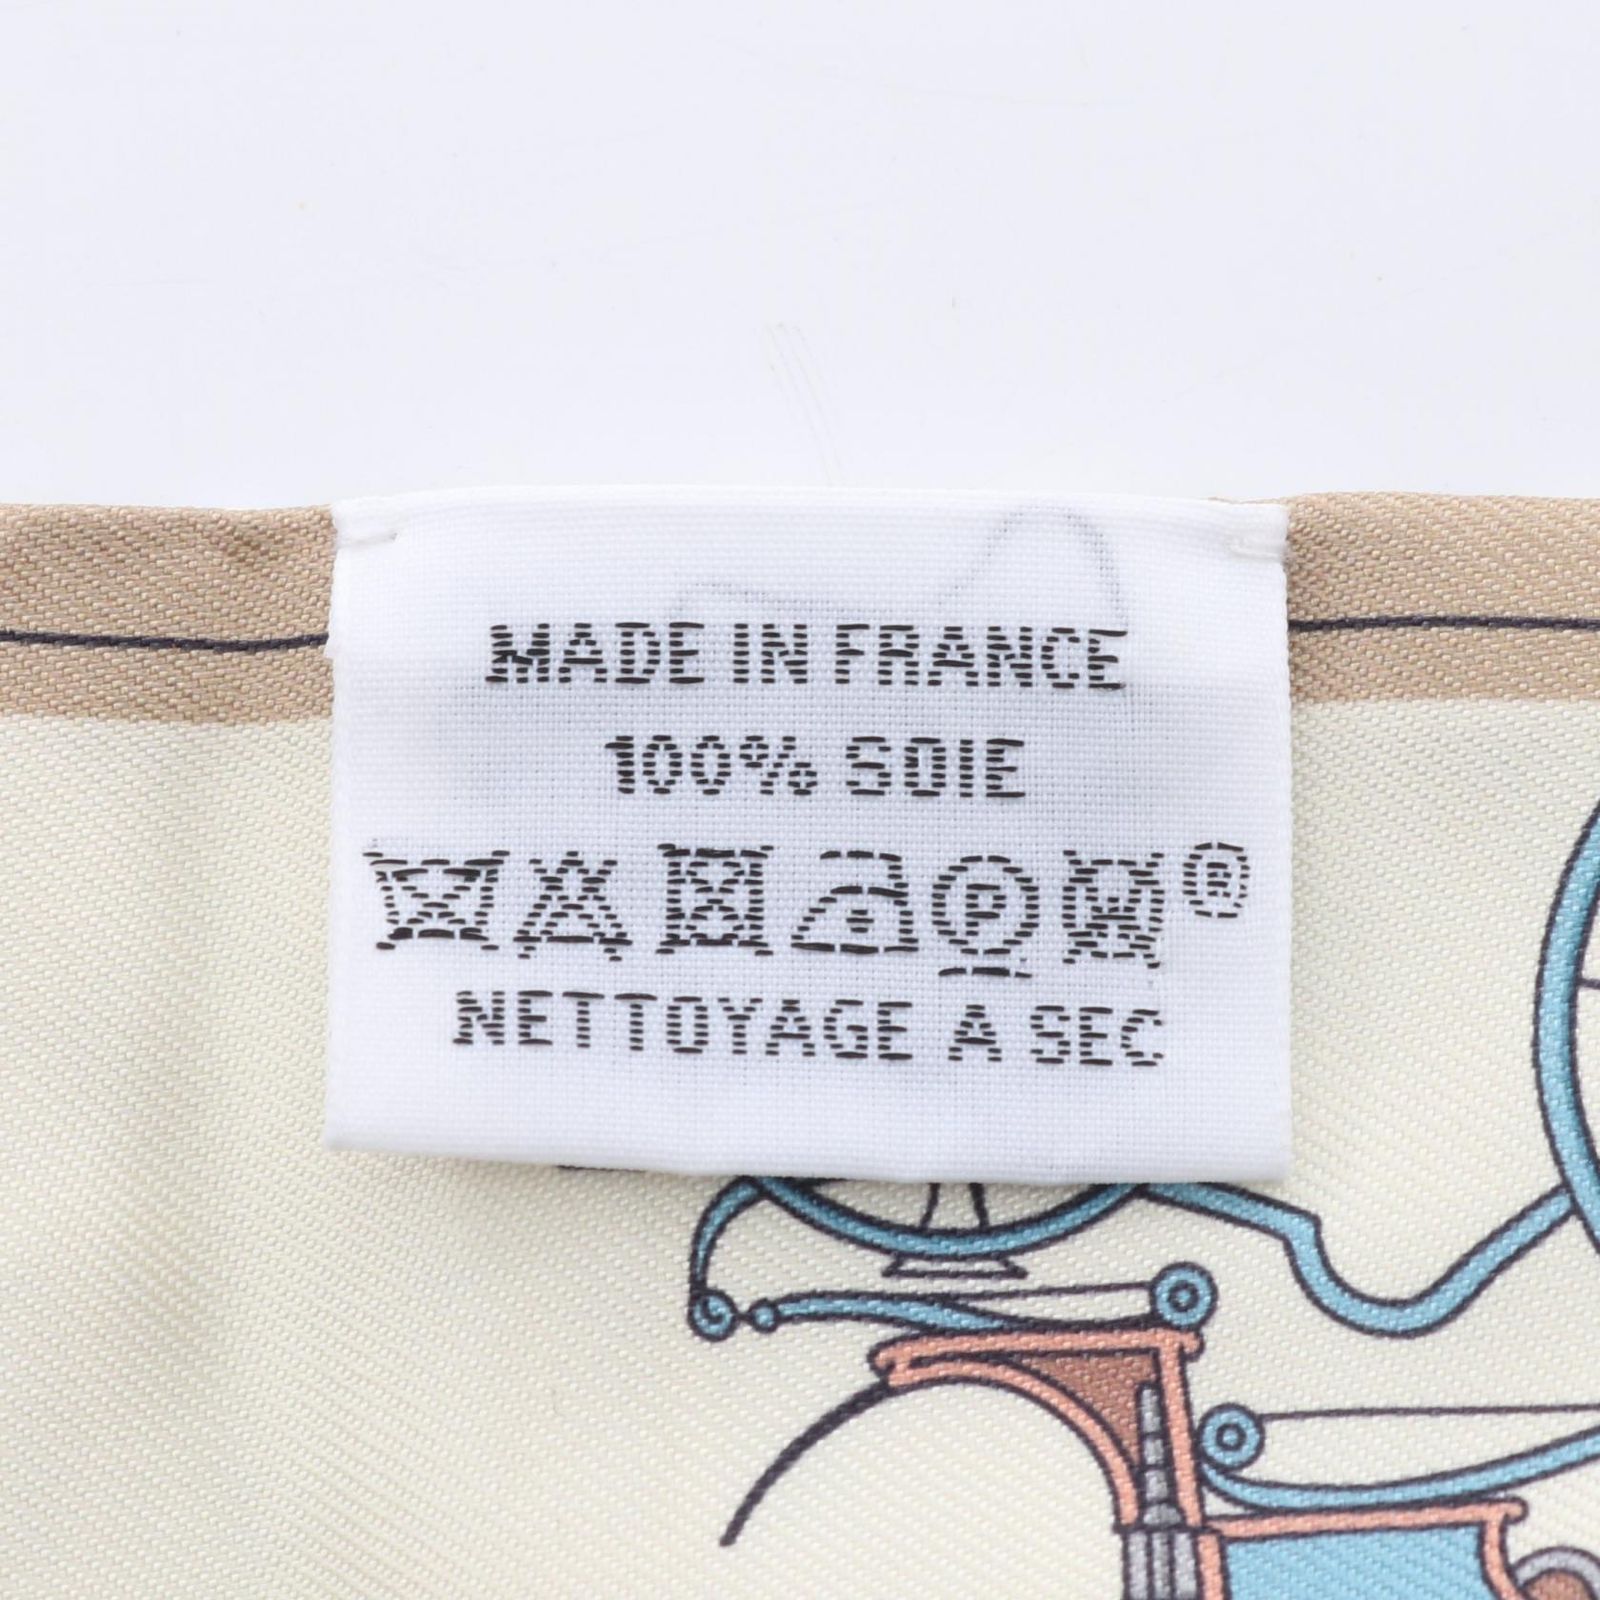 MADE IN FRANCE
100% SOIE
P W ®
NETTOYAGE A SEC